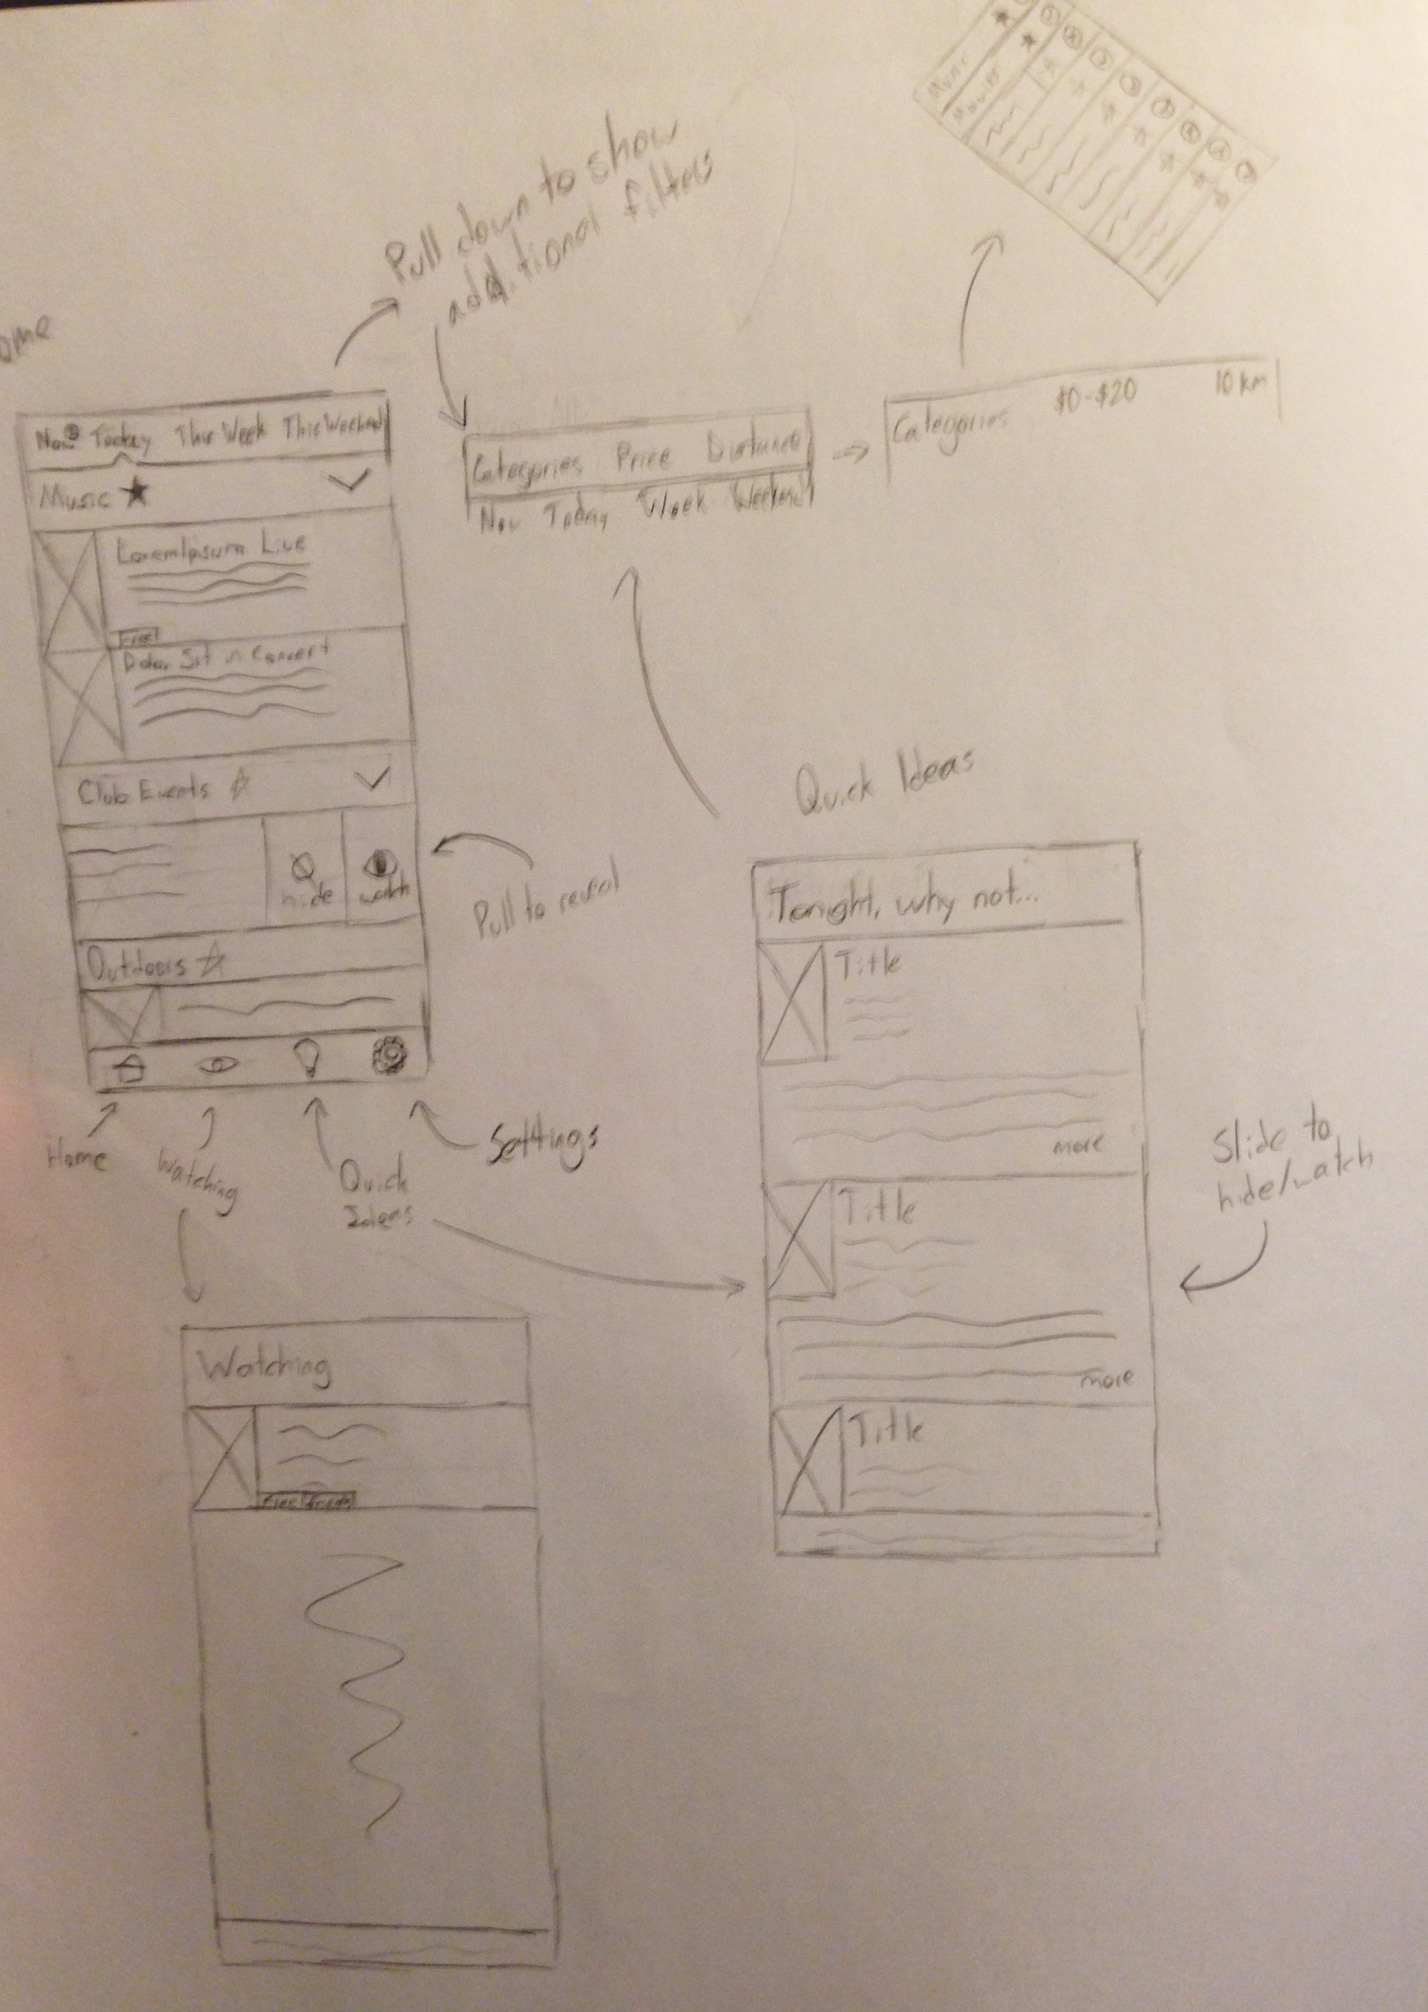 Music
Movies
Pull down to show
additional filters
ome
Now Today This Week This Weekend
Music
Lorem Ipsum Live
Free!
Dolor Sit in Concert
Club Events
hide
watch
Outdoors
Home
Watching
Quick
Ideas
Settings
Pull to reveal
Categories Price Distance
Now Today Week Weekend
Categories $0-$20 10 km
Quick Ideas
Tonight, why not...
Title
more
Title
more
Title
Slide to
hide/watch
Watching
Free!